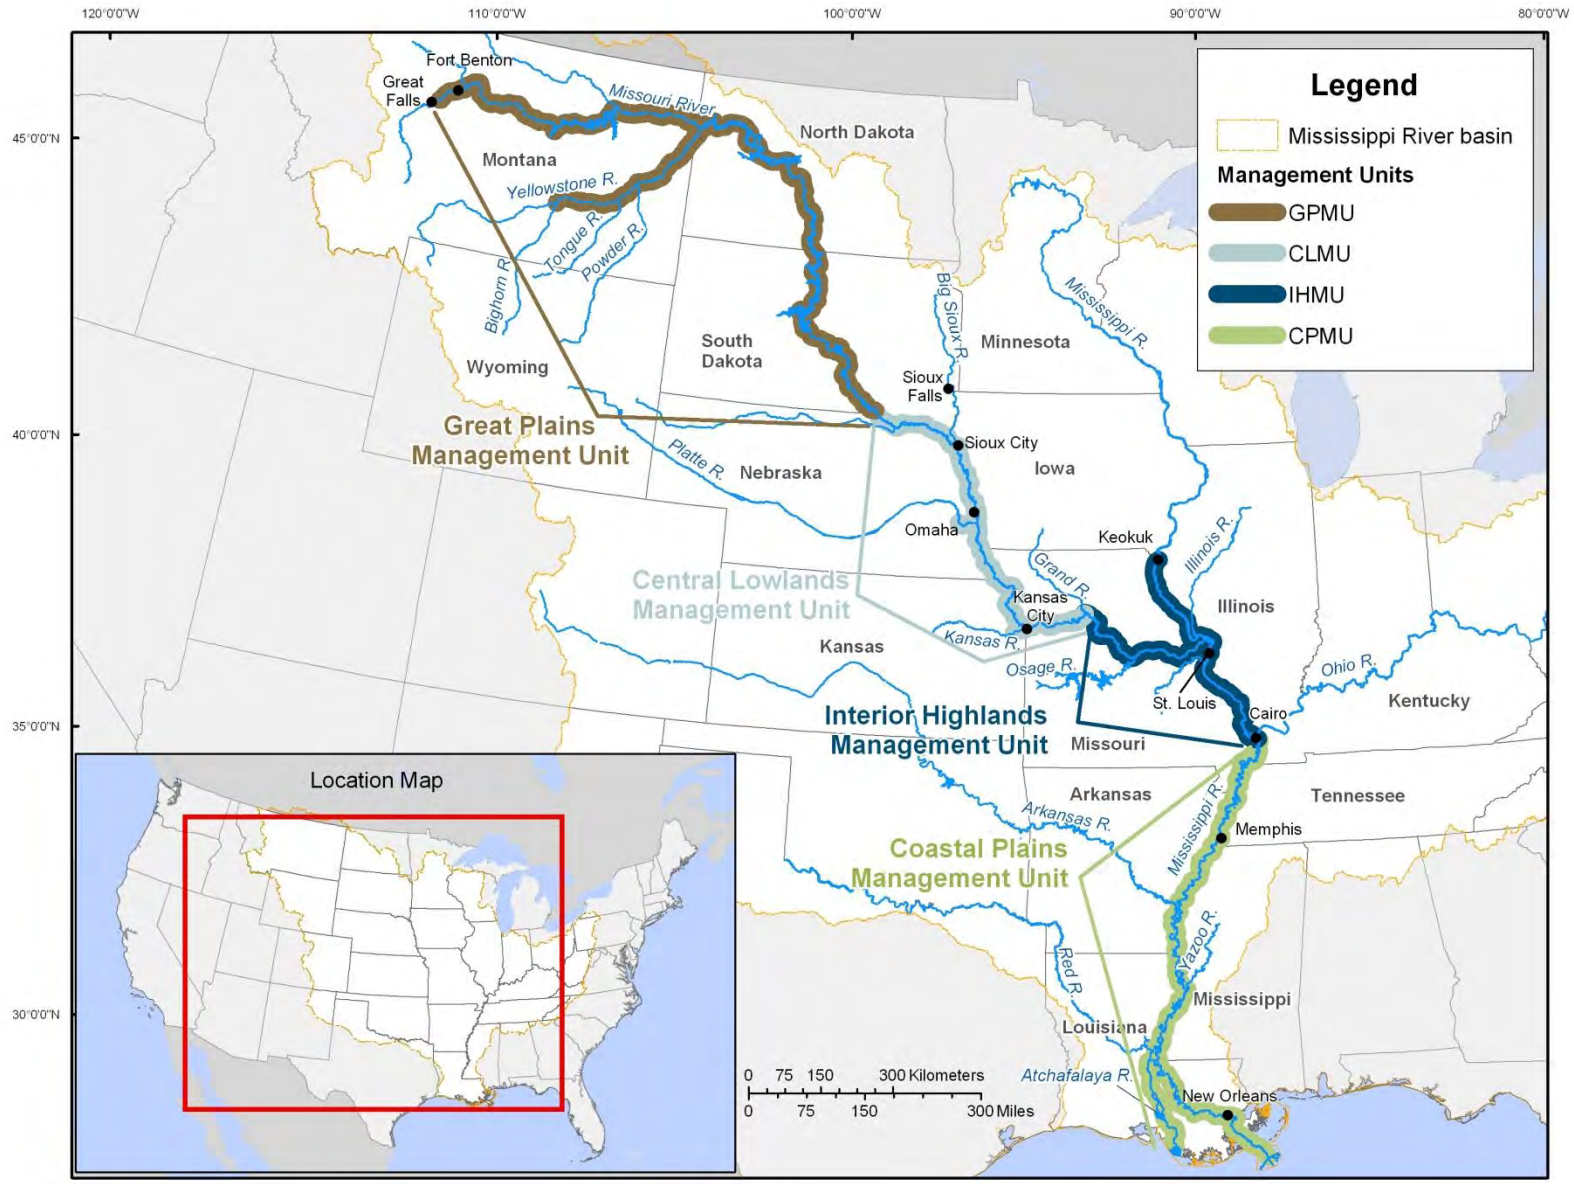 120°0'0"W
110°0'0"W
100°0'0"W
90°0'0"W
80°0'0"W
45°0'0"N
40°0'0"N
35°0'0"N
30°0'0"N
Legend
Mississippi River basin
Management Units
GPMU
CLMU
IHMU
CPMU
Fort Benton
Great
Falls
Missouri River
North Dakota
Montana
Yellowstone R.
Tongue R.
Powder R.
Bighorn R.
Wyoming
South
Dakota
Big Sioux R.
Minnesota
Mississippi R.
Sioux
Falls
Great Plains
Management Unit
Sioux City
Platte R.
Nebraska
Iowa
Omaha
Keokuk
Illinois R.
Central Lowlands
Management Unit
Grand R.
Kansas
City
Illinois
Kansas R.
Kansas
Osage R.
St. Louis
Ohio R.
Kentucky
Interior Highlands
Management Unit
Cairo
Missouri
Arkansas
Tennessee
Arkansas R.
Mississippi R.
Memphis
Coastal Plains
Management Unit
Red R.
Yazoo R.
Mississippi
Louisiana
Atchafalaya R.
New Orleans
0 75 150 300 Kilometers
0 75 150 300 Miles
Location Map